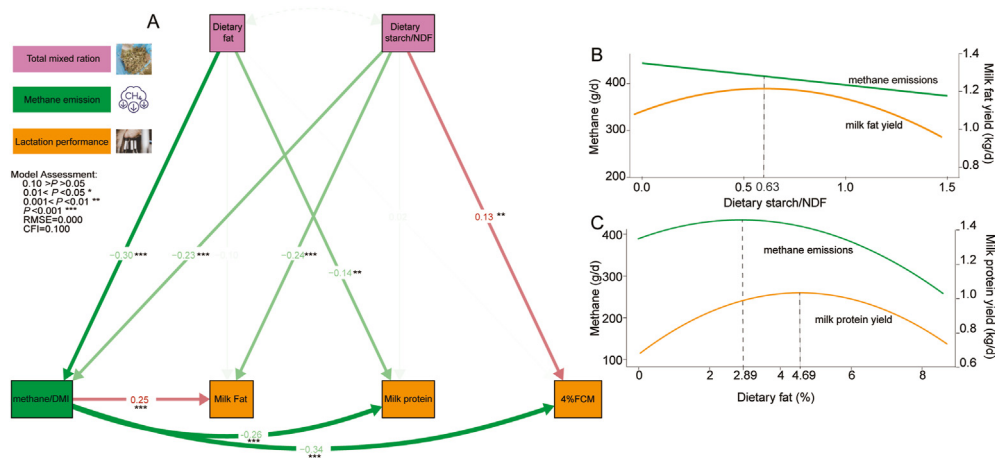 A
Dietary
fat
Dietary
starch/NDF
Total mixed ration
Methane emission
CH4
Lactation performance
Model Assessment:
0.10 >P >0.05
0.01< P <0.05 *
0.001< P <0.01 **
P<0.001 ***
RMSE=0.000
CFI=0.100
0.13 **
−0.30 ***
−0.23 ***
−0.24 ***
−0.14 **
methane/DMI
0.25
***
Milk Fat
Milk protein
4%FCM
−0.26
***
−0.34
***
B
Methane (g/d)
400
300
200
methane emissions
milk fat yield
1.4
1.2
1.0
0.8
Milk fat yield (kg/d)
0.0
0.5
0.63
1.0
1.5
Dietary starch/NDF
C
Methane (g/d)
400
300
200
100
methane emissions
milk protein yield
1.4
1.2
1.0
0.8
0.6
Milk protein yield (kg/d)
0
2
2.89
4
4.69
6
8
Dietary fat (%)